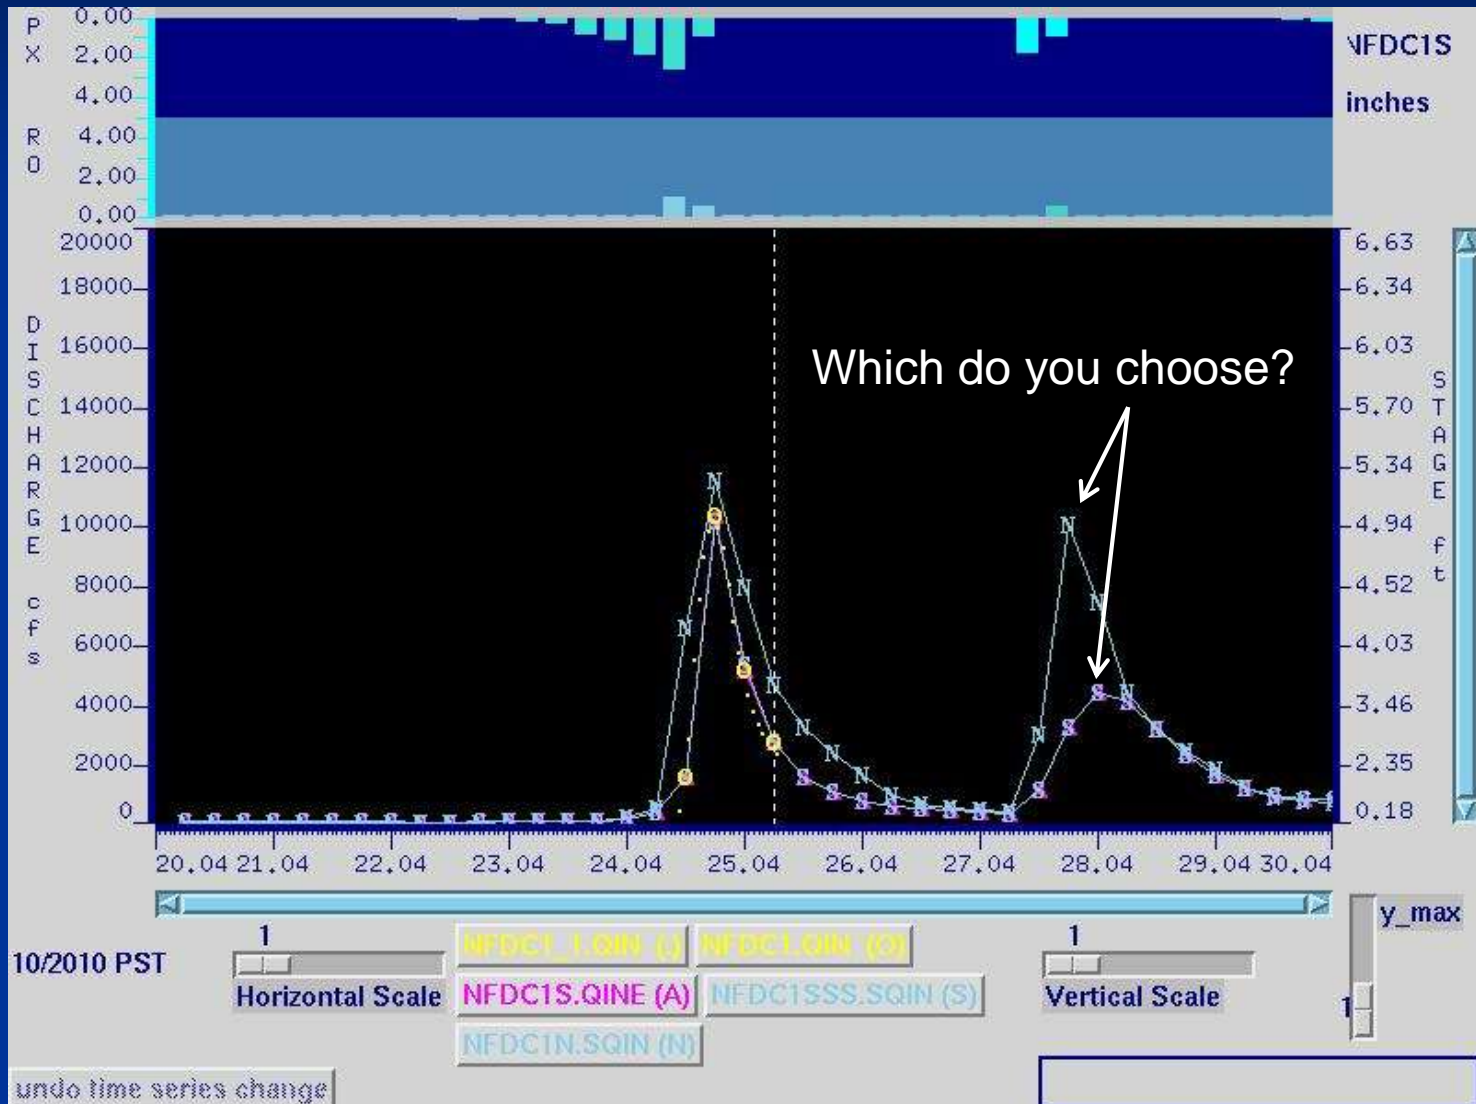 PX
0.00
2.00
4.00
RO
4.00
2.00
0.00
NFDC1S
inches
DISCHARGE cfs
20000
18000
16000
14000
12000
10000
8000
6000
4000
2000
0
Which do you choose?
6.63
6.34
6.03
5.70
5.34
4.94
4.52
4.03
3.46
2.35
0.18
STAGE ft
20.04 21.04 22.04 23.04 24.04 25.04 26.04 27.04 28.04 29.04 30.04
10/2010 PST
1
Horizontal Scale
NFDC1_1.QIN (.) NFDC1.QIN (O)
NFDC1S.QINE (A) NFDC1SSS.SQIN (S)
NFDC1N.SQIN (N)
1
Vertical Scale
y_max
1
undo time series change